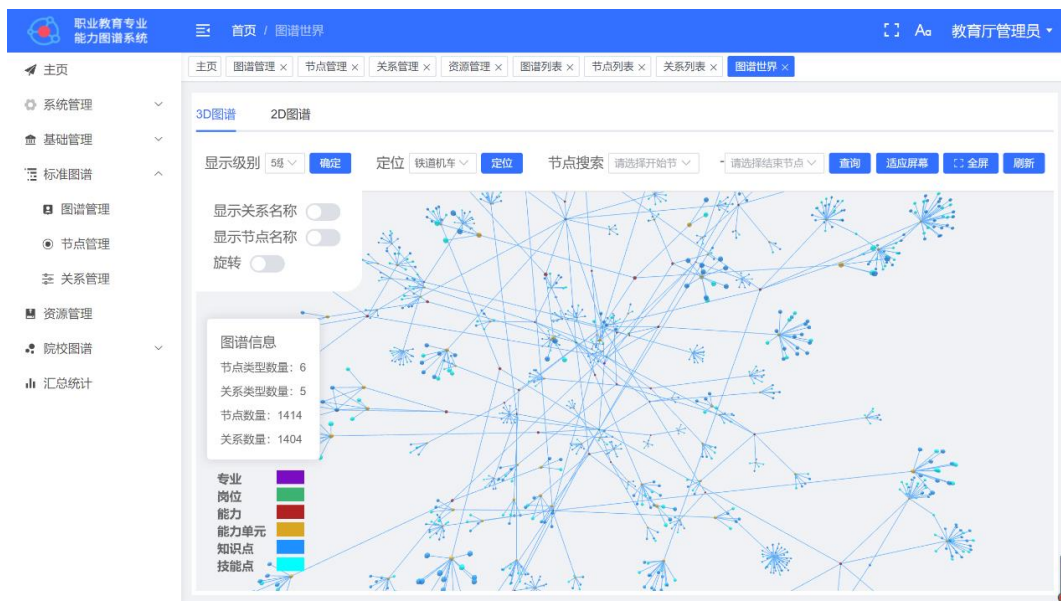 职业教育专业
能力图谱系统
首页 / 图谱世界
Aa 教育厅管理员
主页
系统管理
基础管理
标准图谱
图谱管理
节点管理
关系管理
资源管理
院校图谱
汇总统计
主页 图谱管理 × 节点管理 × 关系管理 × 资源管理 × 图谱列表 × 节点列表 × 关系列表 × 图谱世界 ×
3D图谱 2D图谱
显示级别 5级 确定 定位 铁道机车 定位 节点搜索 请选择开始节 - 请选择结束节点 查询 适应屏幕 全屏 刷新
显示关系名称
显示节点名称
旋转
图谱信息
节点类型数量：6
关系类型数量：5
节点数量：1414
关系数量：1404
专业
岗位
能力
能力单元
知识点
技能点